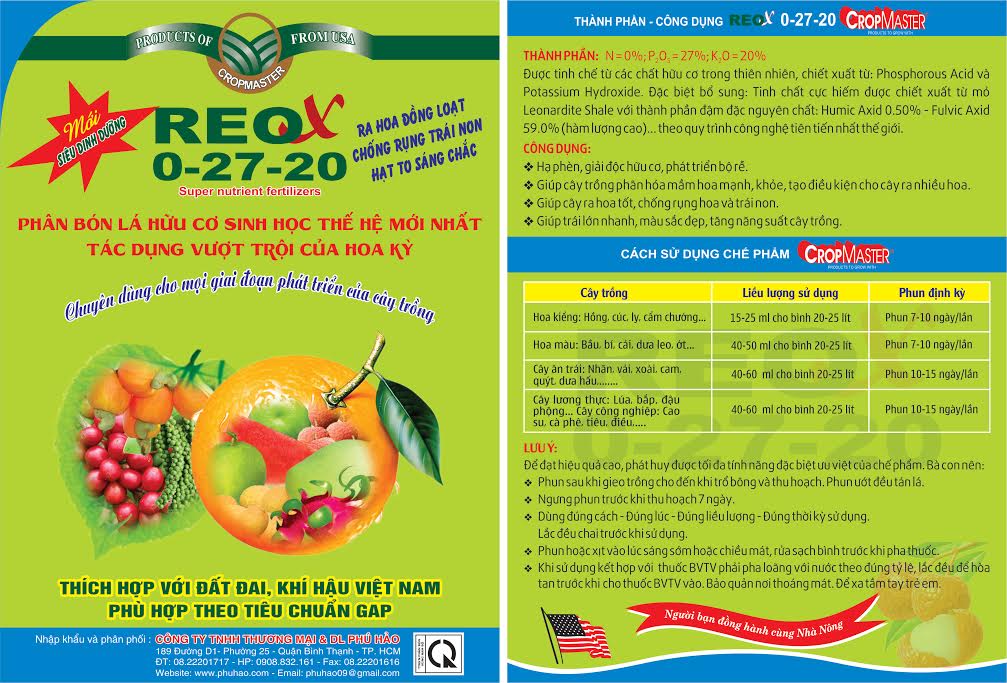 PRODUCTS OF FROM USA
CROPMASTER
Mới
SIÊU DINH DƯỠNG
REOX
0-27-20
Super nutrient fertilizers
RA HOA ĐỒNG LOẠT
CHỐNG RỤNG TRÁI NON
HẠT TO SÁNG CHẮC
PHÂN BÓN LÁ HỮU CƠ SINH HỌC THẾ HỆ MỚI NHẤT
TÁC DỤNG VƯỢT TRỘI CỦA HOA KỲ
Chuyên dùng cho mọi giai đoạn phát triển của cây trồng
THÍCH HỢP VỚI ĐẤT ĐAI, KHÍ HẬU VIỆT NAM
PHÙ HỢP THEO TIÊU CHUẨN GAP
Nhập khẩu và phân phối : CÔNG TY TNHH THƯƠNG MẠI & DL PHÚ HÀO
189 Đường D1- Phường 25 - Quận Bình Thạnh - TP. HCM
ĐT: 08.22201717 - HP: 0908.832.161 - Fax: 08.22201616
Website: www.phuhao.com - Email: phuhao09@gmail.com
THÀNH PHẦN - CÔNG DỤNG REOX 0-27-20 CROPMASTER
PRODUCTS TO GROW WITH
THÀNH PHẦN: N = 0%; P2O5 = 27%; K2O = 20%
Được tinh chế từ các chất hữu cơ trong thiên nhiên, chiết xuất từ: Phosphorous Acid và
Potassium Hydroxide. Đặc biệt bổ sung: Tinh chất cực hiếm được chiết xuất từ mỏ
Leonardite Shale với thành phần đậm đặc nguyên chất: Humic Axid 0.50% - Fulvic Axid
59.0% (hàm lượng cao)... theo quy trình công nghệ tiên tiến nhất thế giới.
CÔNG DỤNG:
❖ Hạ phèn, giải độc hữu cơ, phát triển bộ rễ.
❖ Giúp cây trồng phân hóa mầm hoa mạnh, khỏe, tạo điều kiện cho cây ra nhiều hoa.
❖ Giúp cây ra hoa tốt, chống rụng hoa và trái non.
❖ Giúp trái lớn nhanh, màu sắc đẹp, tăng năng suất cây trồng.
CÁCH SỬ DỤNG CHẾ PHẨM CROPMASTER
PRODUCTS TO GROW WITH
Cây trồng Liều lượng sử dụng Phun định kỳ
Hoa kiểng: Hồng, cúc, ly, cẩm chướng... 15-25 ml cho bình 20-25 lít Phun 7-10 ngày/lần
Hoa màu: Bầu, bí, cải, dưa leo, ớt... 40-50 ml cho bình 20-25 lít Phun 7-10 ngày/lần
Cây ăn trái: Nhãn, vải, xoài, cam, quýt, dưa hấu........ 40-60 ml cho bình 20-25 lít Phun 10-15 ngày/lần
Cây lương thực: Lúa, bắp, đậu phộng... Cây công nghiệp: Cao su, cà phê, tiêu, điều..... 40-60 ml cho bình 20-25 lít Phun 10-15 ngày/lần
REOX
0-27-20
LƯU Ý:
Để đạt hiệu quả cao, phát huy được tối đa tính năng đặc biệt ưu việt của chế phẩm. Bà con nên:
❖ Phun sau khi gieo trồng cho đến khi trổ bông và thu hoạch. Phun ướt đều tán lá.
❖ Ngưng phun trước khi thu hoạch 7 ngày.
❖ Dùng đúng cách - Đúng lúc - Đúng liều lượng - Đúng thời kỳ sử dụng.
Lắc đều chai trước khi sử dụng.
❖ Phun hoặc xịt vào lúc sáng sớm hoặc chiều mát, rửa sạch bình trước khi pha thuốc.
❖ Khi sử dụng kết hợp với thuốc BVTV phải pha loãng với nước theo đúng tỷ lệ, lắc đều để hòa
tan trước khi cho thuốc BVTV vào. Bảo quản nơi thoáng mát. Để xa tầm tay trẻ em.
Người bạn đồng hành cùng Nhà Nông